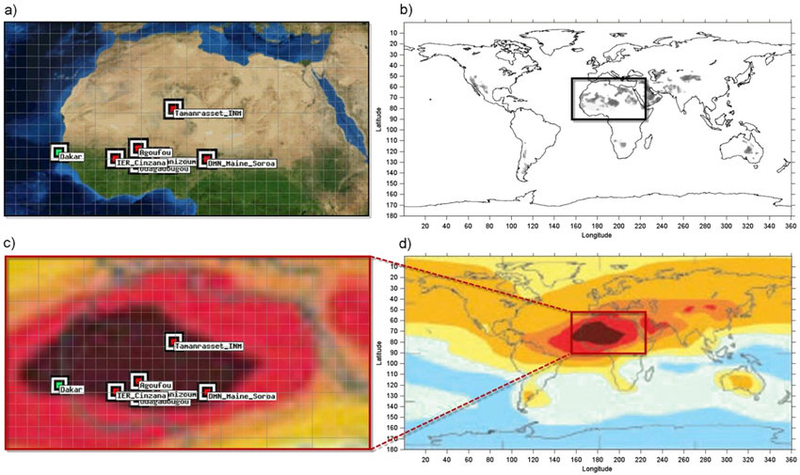 a)
Tamanrasset_INM
Dakar
Agoufou
IER_Cinzana
nizoum
DMN_Maine_Soroa
Ouagadougou
b)
Latitude
10
20
30
40
50
60
70
80
90
100
110
120
130
140
150
160
170
180
20 40 60 80 100 120 140 160 180 200 220 240 260 280 300 320 340 360
Longitude
c)
Tamanrasset_INM
Dakar
Agoufou
IER_Cinzana
nizoum
DMN_Maine_Soroa
Ouagadougou
d)
Latitude
10
20
30
40
50
60
70
80
90
100
110
120
130
140
150
160
170
180
20 40 60 80 100 120 140 160 180 200 220 240 260 280 300 320 340 360
Longitude